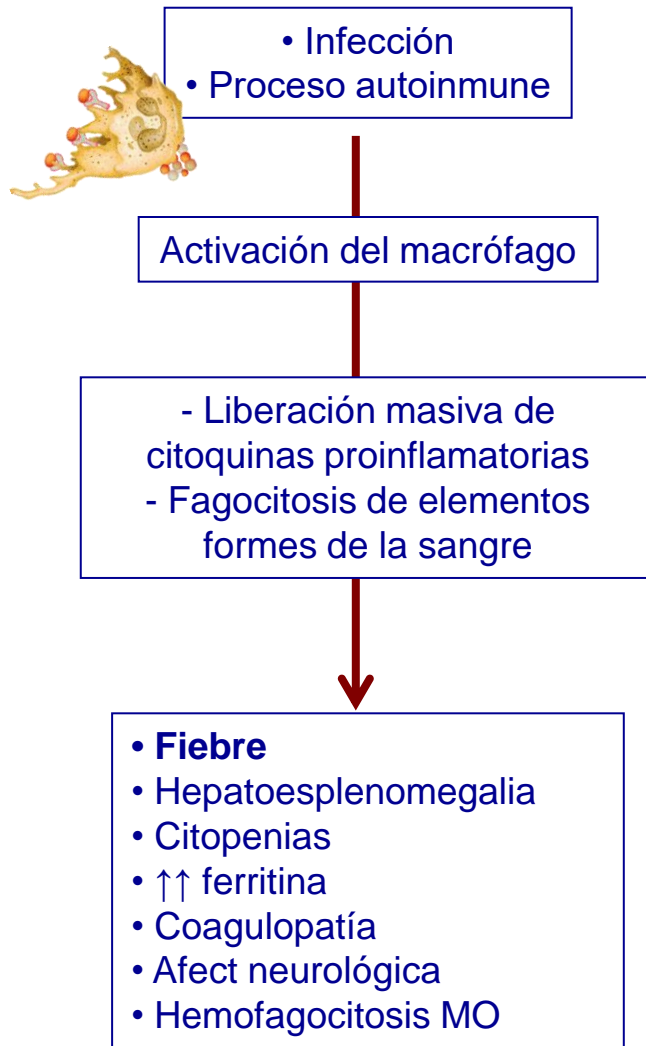 • Infección
• Proceso autoinmune
Activación del macrófago
- Liberación masiva de
citoquinas proinflamatorias
- Fagocitosis de elementos
formes de la sangre
• Fiebre
• Hepatoesplenomegalia
• Citopenias
• ↑↑ ferritina
• Coagulopatía
• Afect neurológica
• Hemofagocitosis MO